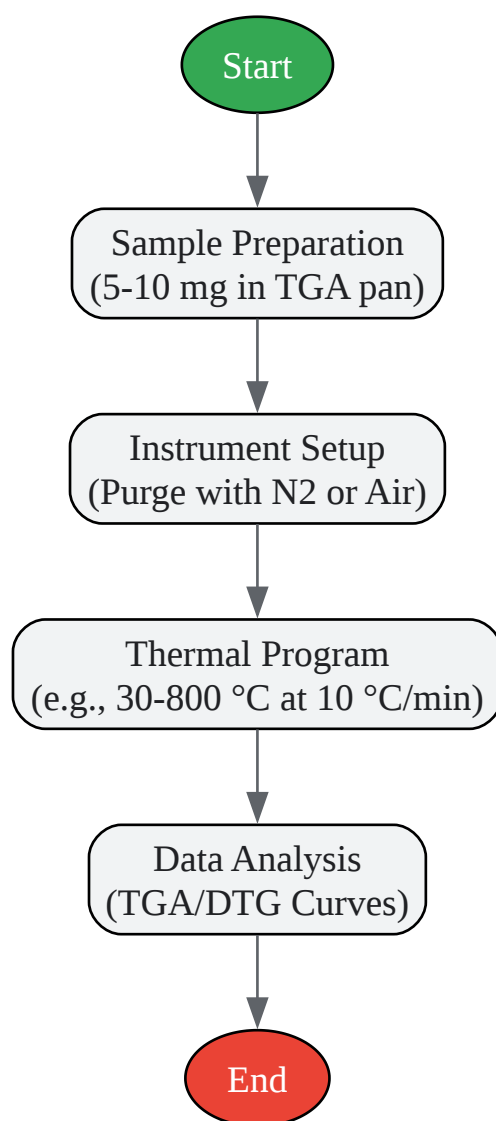 Start
Sample Preparation
(5-10 mg in TGA pan)
Instrument Setup
(Purge with N2 or Air)
Thermal Program
(e.g., 30-800 °C at 10 °C/min)
Data Analysis
(TGA/DTG Curves)
End